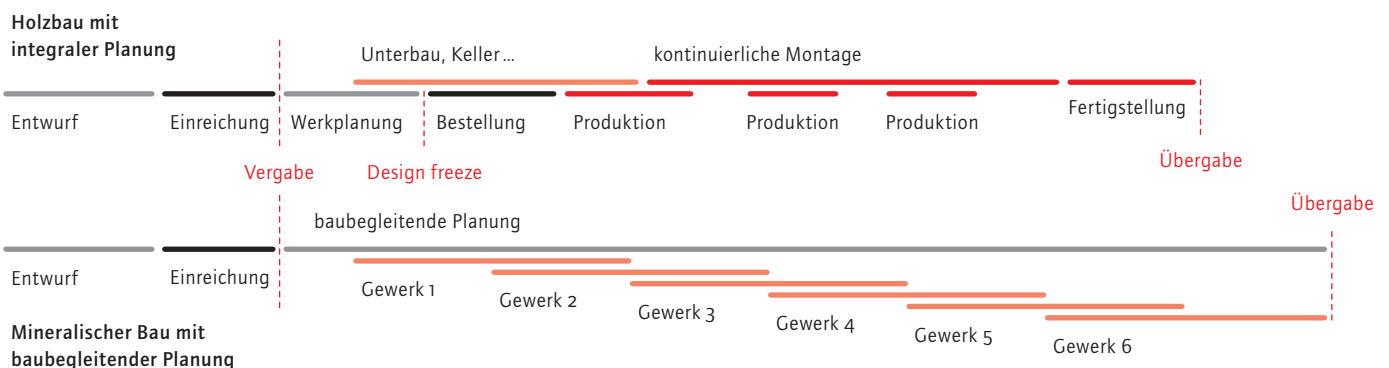 Holzbau mit
integraler Planung
Unterbau, Keller …
kontinuierliche Montage
Entwurf
Einreichung
Werkplanung
Bestellung
Produktion
Produktion
Produktion
Fertigstellung
Vergabe
Design freeze
Übergabe
Übergabe
baubegleitende Planung
Entwurf
Einreichung
Gewerk 1
Gewerk 2
Gewerk 3
Gewerk 4
Gewerk 5
Gewerk 6
Mineralischer Bau mit
baubegleitender Planung